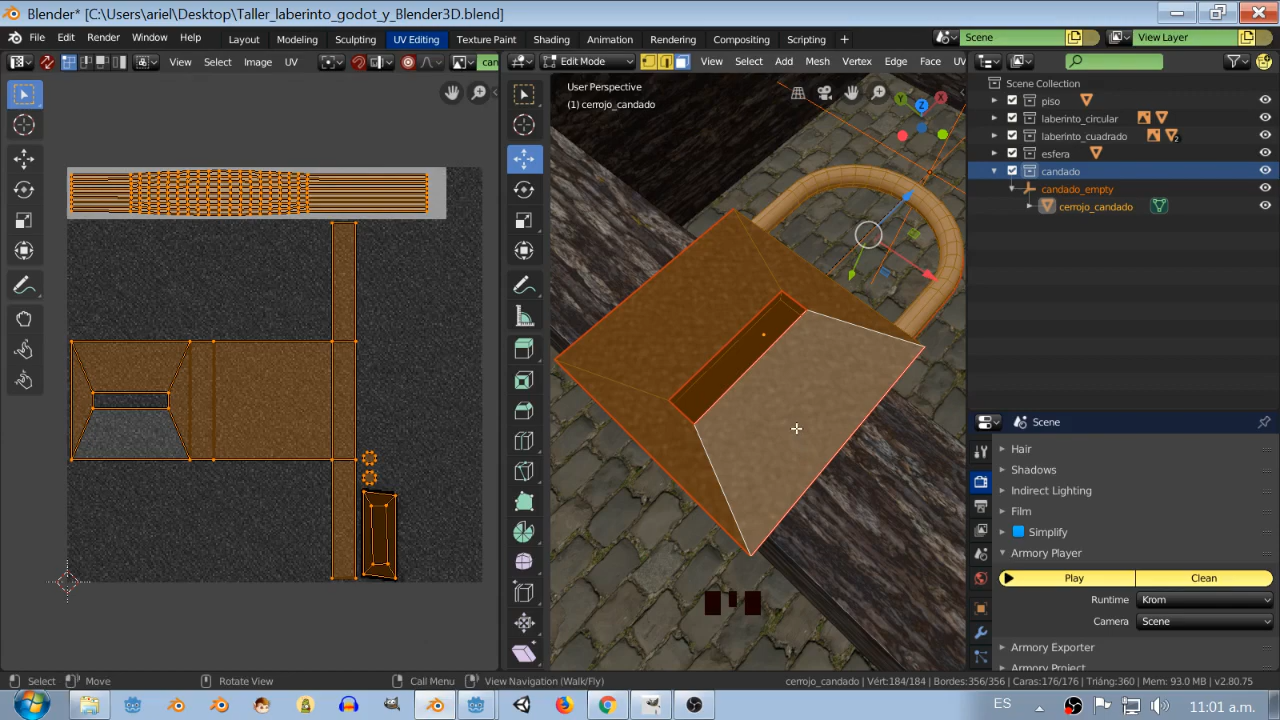 Blender* [C:\Users\ariel\Desktop\Taller_laberinto_godot_y_Blender3D.blend]
File Edit Render Window Help Layout Modeling Sculpting UV Editing Texture Paint Shading Animation Rendering Compositing Scripting + Scene View Layer
View Select Image UV can Edit Mode View Select Add Mesh Vertex Edge Face UV
User Perspective
(1) cerrojo_candado
Z
Y
X
Scene Collection
piso
laberinto_circular
laberinto_cuadrado 2
esfera
candado
candado_empty
cerrojo_candado
Scene
Hair
Shadows
Indirect Lighting
Film
Simplify
Armory Player
Play Clean
Runtime Krom
Camera Scene
Armory Exporter
Armory Project
Select Move Rotate View Call Menu View Navigation (Walk/Fly) cerrojo_candado | Vért:184/184 | Bordes:356/356 | Caras:176/176 | Triáng:360 | Mem: 93.0 MB | v2.80.75
ES 11:01 a.m.